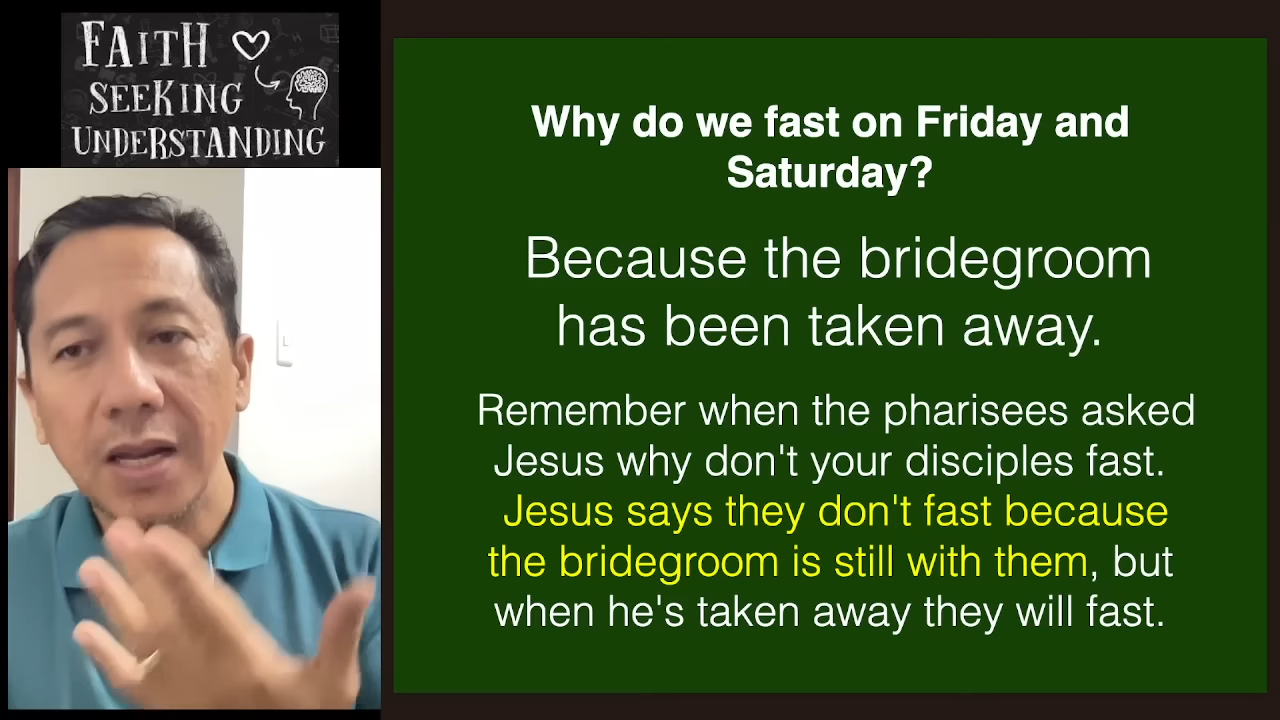 FAITH
SEEKING
UNDERSTANDING
Why do we fast on Friday and
Saturday?
Because the bridegroom
has been taken away.
Remember when the pharisees asked
Jesus why don't your disciples fast.
Jesus says they don't fast because
the bridegroom is still with them, but
when he's taken away they will fast.